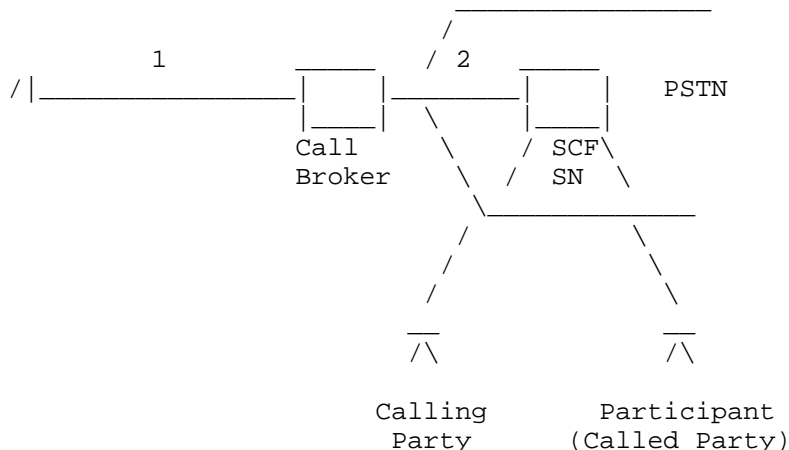 1 2
PSTN
Call SCF
Broker SN
Calling Participant
Party (Called Party)